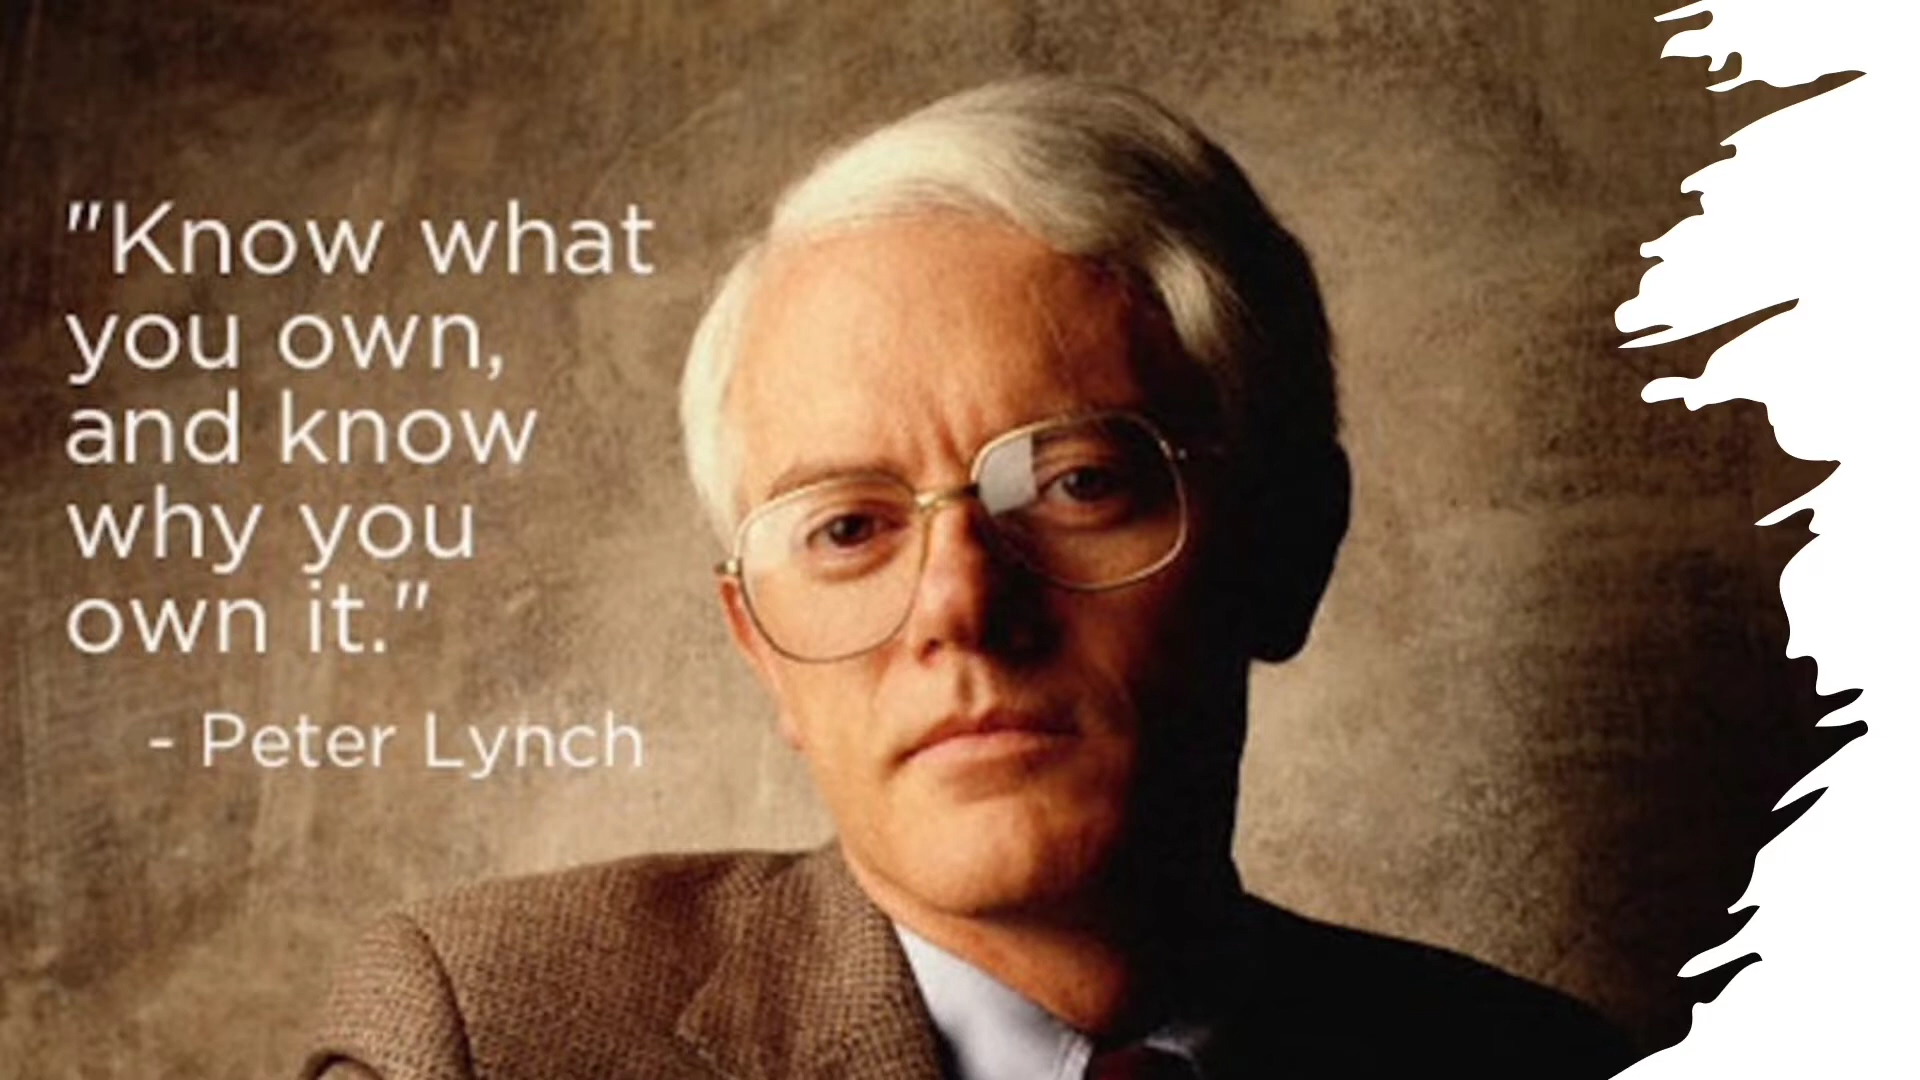 "Know what
you own,
and know
why you
own it."
- Peter Lynch